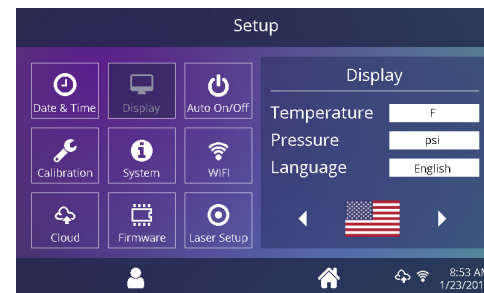 Setup
Date & Time
Display
Auto On/Off
Calibration
System
WIFI
Cloud
Firmware
Laser Setup
Display
Temperature F
Pressure psi
Language English
8:53 AM
1/23/201